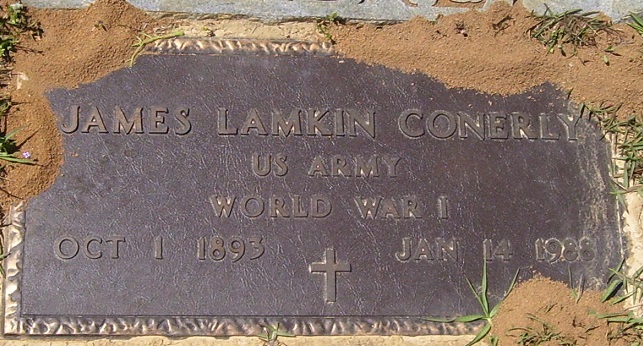 JAMES LAMKIN CONERLY
US ARMY
WORLD WAR I
OCT 1 1893 JAN 14 1988